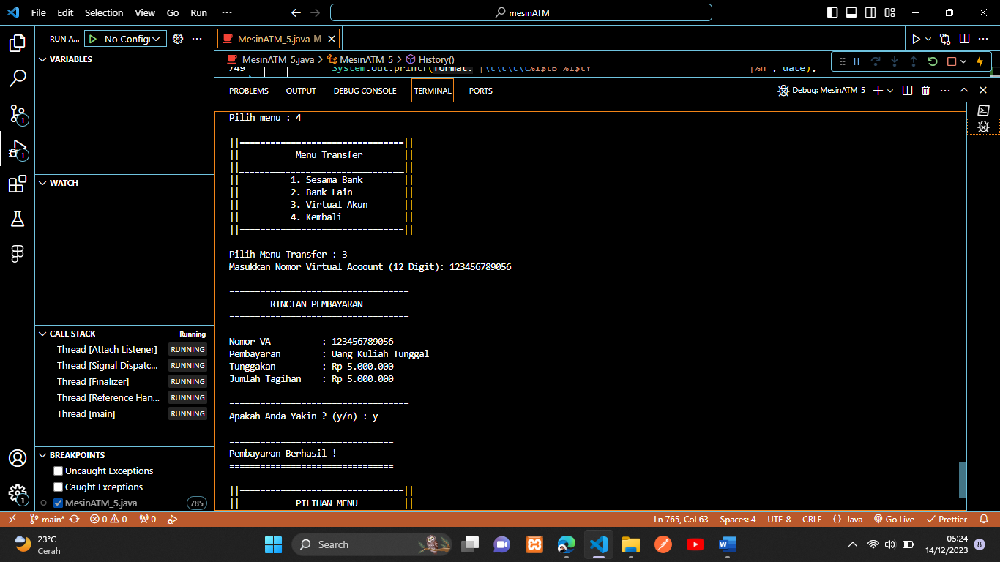 File Edit Selection View Go Run ··· mesinATM
RUN A... No Config ···
MesinATM_5.java M
MesinATM_5.java > MesinATM_5 > History()
VARIABLES
749 System.out.printf(format: "|\t\t\t\t%1$tB %1$tY |%n", date);
PROBLEMS OUTPUT DEBUG CONSOLE TERMINAL PORTS
Debug: MesinATM_5
Pilih menu : 4
||================================||
|| Menu Transfer ||
||________________________________||
|| 1. Sesama Bank ||
|| 2. Bank Lain ||
|| 3. Virtual Akun ||
|| 4. Kembali ||
||================================||
Pilih Menu Transfer : 3
Masukkan Nomor Virtual Acoount (12 Digit): 123456789056
===================================
RINCIAN PEMBAYARAN
===================================
Nomor VA : 123456789056
Pembayaran : Uang Kuliah Tunggal
Tunggakan : Rp 5.000.000
Jumlah Tagihan : Rp 5.000.000
===================================
Apakah Anda Yakin ? (y/n) : y
================================
Pembayaran Berhasil !
================================
||================================||
|| PILIHAN MENU ||
WATCH
CALL STACK Running
Thread [Attach Listener] RUNNING
Thread [Signal Dispatc... RUNNING
Thread [Finalizer] RUNNING
Thread [Reference Han... RUNNING
Thread [main] RUNNING
BREAKPOINTS
Uncaught Exceptions
Caught Exceptions
MesinATM_5.java 785
1
1
1
main* 0 0 0
Ln 765, Col 63 Spaces: 4 UTF-8 CRLF {} Java Go Live Prettier
23°C
Cerah
Search
05:24
14/12/2023
8